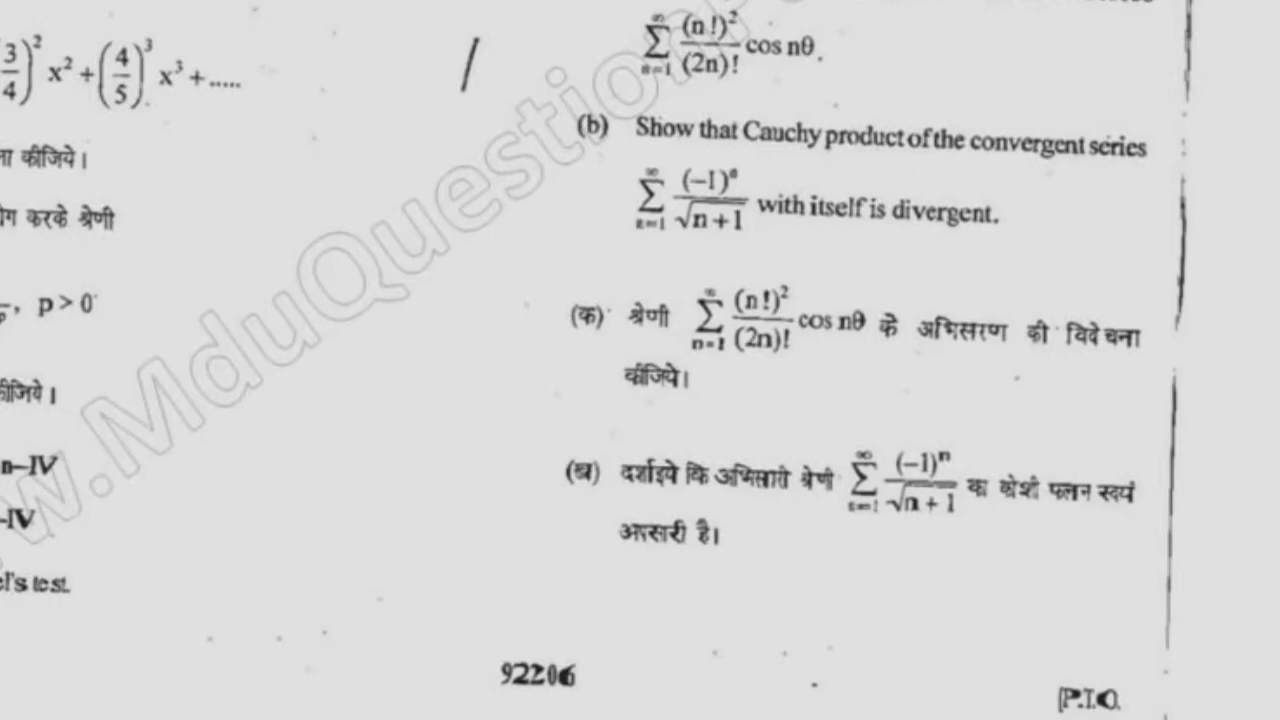 (3/4)² x² + (4/5)³ x³ + .....
कीजिये।
करके श्रेणी
, p > 0
n–IV
–IV
el's test.
∑_{n=1}^{∞} (n!)²/(2n)! cos nθ.
(b) Show that Cauchy product of the convergent series
∑_{n=1}^{∞} (–1)ⁿ/√(n+1) with itself is divergent.
(क) श्रेणी ∑_{n=1}^{∞} (n!)²/(2n)! cos nθ के अभिसरण की विवेचना
कीजिये।
(ख) दर्शाइये कि अभिसारी श्रेणी ∑_{n=1}^{∞} (–1)ⁿ/√(n+1) का कोशी फलन स्वयं
अपसारी है।
92206
[P.T.O.
w.MduQuestion